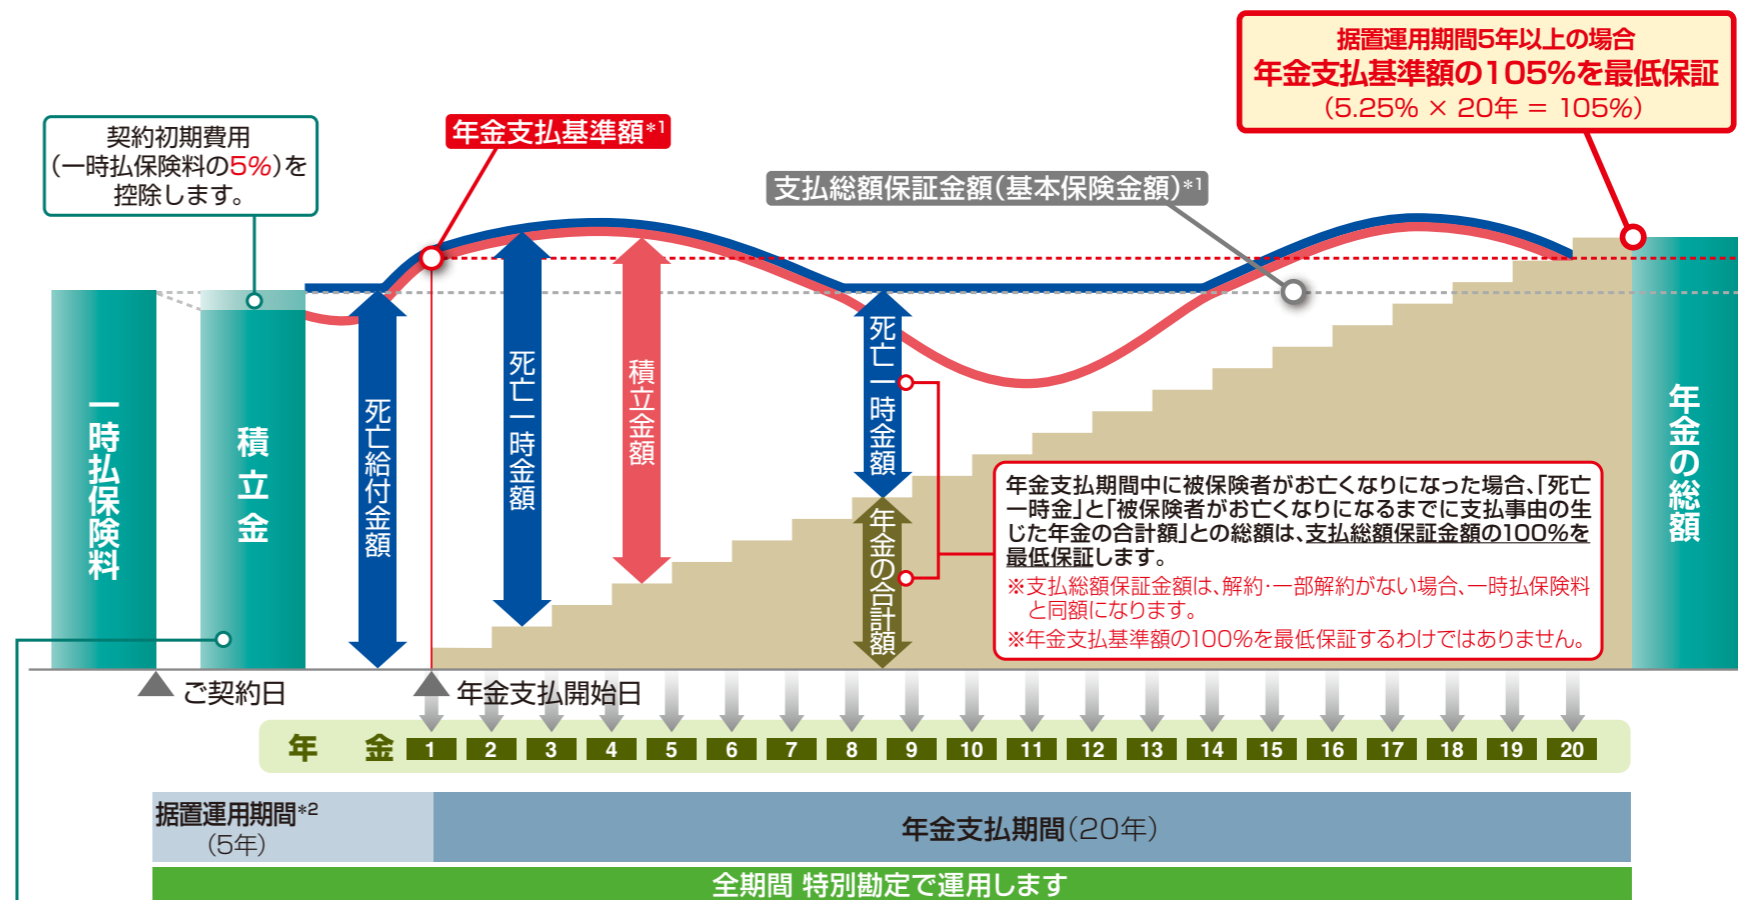 据置運用期間5年以上の場合
年金支払基準額の105%を最低保証
(5.25% × 20年 = 105%)
契約初期費用
(一時払保険料の5%)を
控除します。
年金支払基準額*1
支払総額保証金額(基本保険金額)*1
一時払保険料
積立金
死亡給付金額
死亡一時金額
積立金額
死亡一時金額
年金の合計額
年金の総額
年金支払期間中に被保険者がお亡くなりになった場合、「死亡
一時金」と「被保険者がお亡くなりになるまでに支払事由の生
じた年金の合計額」との総額は、支払総額保証金額の100%を
最低保証します。
※支払総額保証金額は、解約・一部解約がない場合、一時払保険料
と同額になります。
※年金支払基準額の100%を最低保証するわけではありません。
ご契約日
年金支払開始日
年 金 1 2 3 4 5 6 7 8 9 10 11 12 13 14 15 16 17 18 19 20
据置運用期間*2
(5年)
年金支払期間(20年)
全期間 特別勘定で運用します